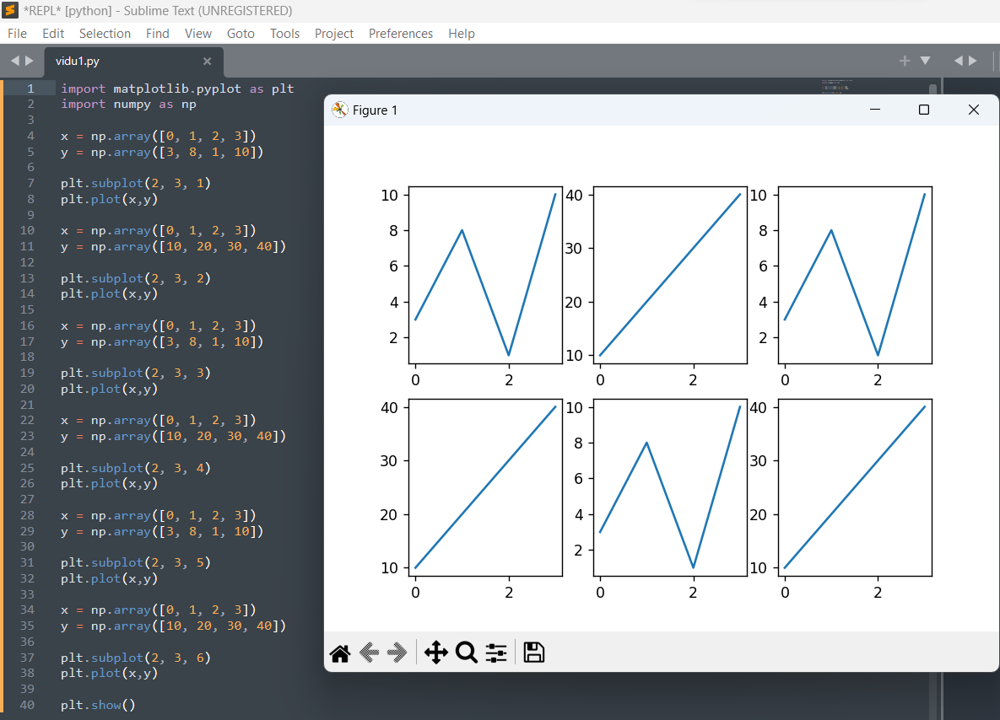 *REPL* [python] - Sublime Text (UNREGISTERED)
File Edit Selection Find View Goto Tools Project Preferences Help
vidu1.py
1 import matplotlib.pyplot as plt
2 import numpy as np
3
4 x = np.array([0, 1, 2, 3])
5 y = np.array([3, 8, 1, 10])
6
7 plt.subplot(2, 3, 1)
8 plt.plot(x,y)
9
10 x = np.array([0, 1, 2, 3])
11 y = np.array([10, 20, 30, 40])
12
13 plt.subplot(2, 3, 2)
14 plt.plot(x,y)
15
16 x = np.array([0, 1, 2, 3])
17 y = np.array([3, 8, 1, 10])
18
19 plt.subplot(2, 3, 3)
20 plt.plot(x,y)
21
22 x = np.array([0, 1, 2, 3])
23 y = np.array([10, 20, 30, 40])
24
25 plt.subplot(2, 3, 4)
26 plt.plot(x,y)
27
28 x = np.array([0, 1, 2, 3])
29 y = np.array([3, 8, 1, 10])
30
31 plt.subplot(2, 3, 5)
32 plt.plot(x,y)
33
34 x = np.array([0, 1, 2, 3])
35 y = np.array([10, 20, 30, 40])
36
37 plt.subplot(2, 3, 6)
38 plt.plot(x,y)
39
40 plt.show()
Figure 1
10
8
6
4
2
0 2
40
30
20
10
0 2
10
8
6
4
2
0 2
40
30
20
10
0 2
10
8
6
4
2
0 2
40
30
20
10
0 2